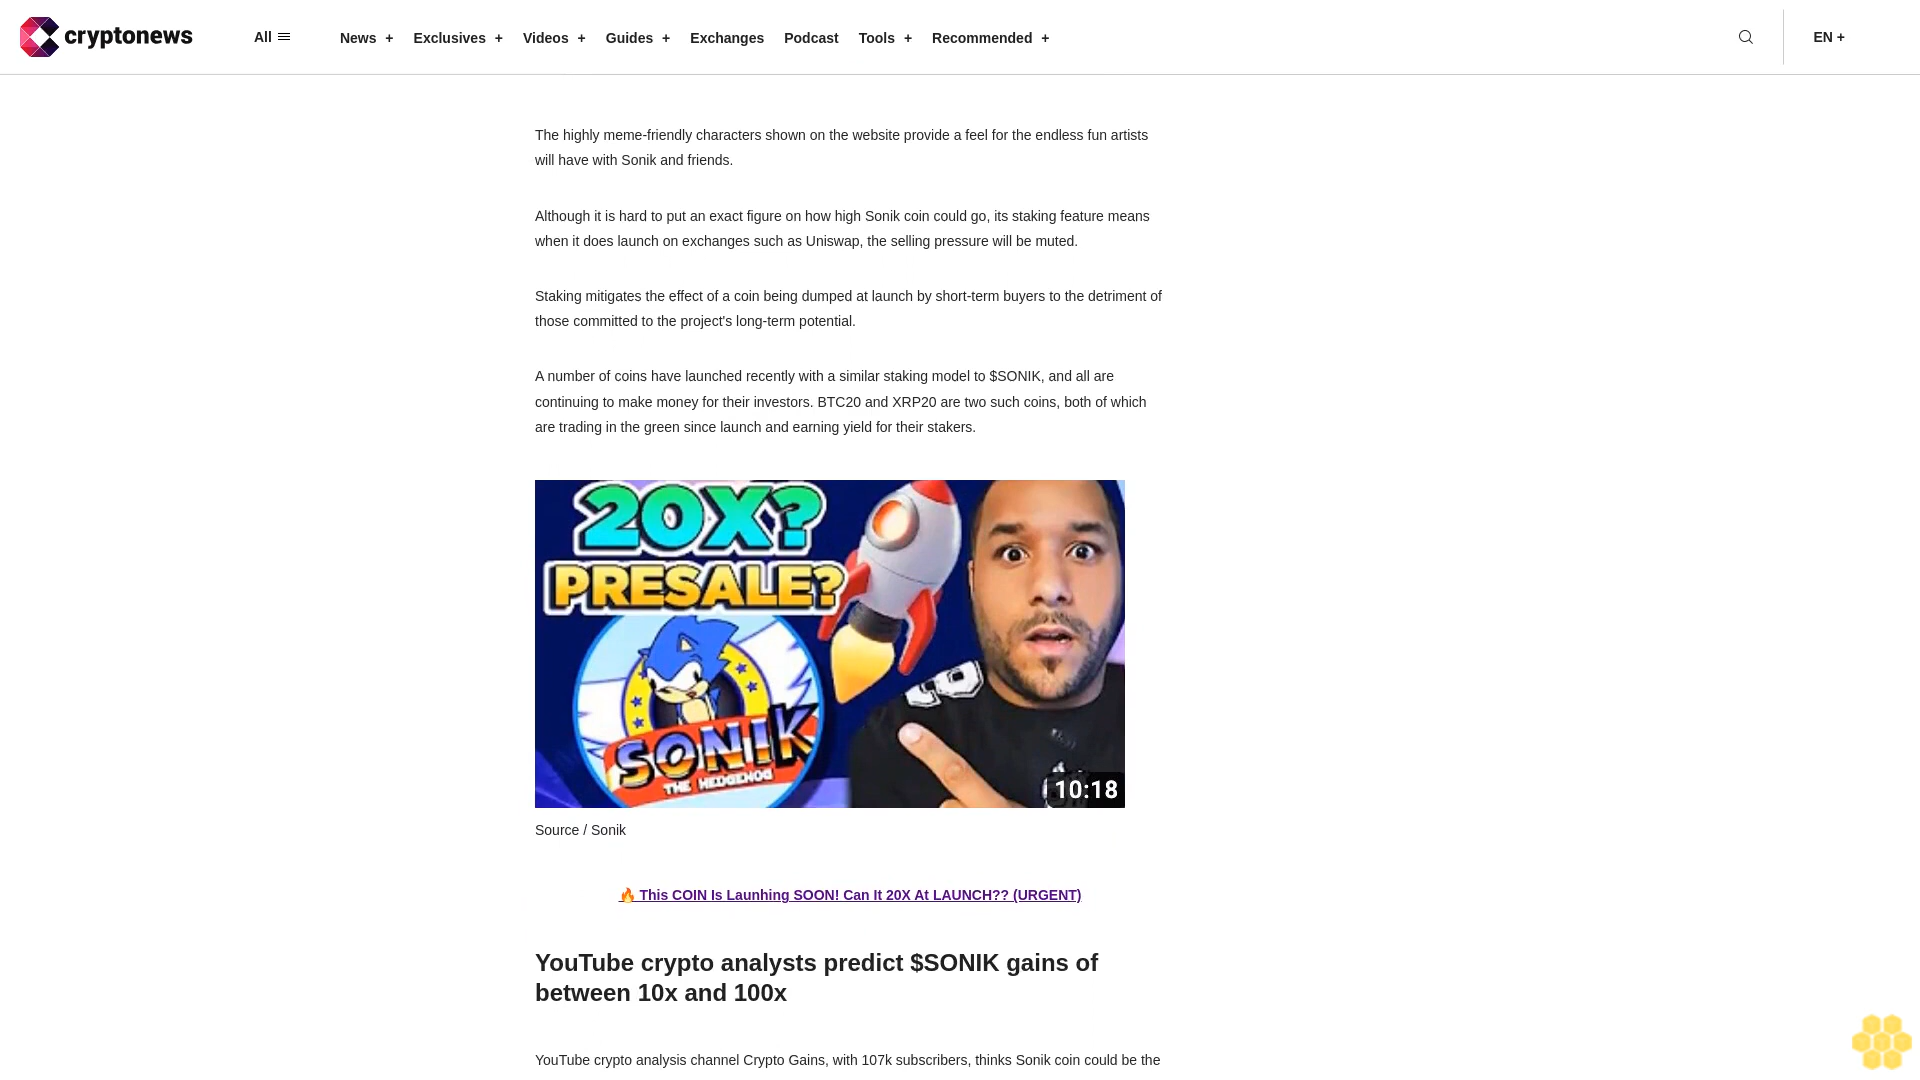 cryptonews
All
News +
Exclusives +
Videos +
Guides +
Exchanges
Podcast
Tools +
Recommended +
EN +
The highly meme-friendly characters shown on the website provide a feel for the endless fun artists
will have with Sonik and friends.
Although it is hard to put an exact figure on how high Sonik coin could go, its staking feature means
when it does launch on exchanges such as Uniswap, the selling pressure will be muted.
Staking mitigates the effect of a coin being dumped at launch by short-term buyers to the detriment of
those committed to the project's long-term potential.
A number of coins have launched recently with a similar staking model to $SONIK, and all are
continuing to make money for their investors. BTC20 and XRP20 are two such coins, both of which
are trading in the green since launch and earning yield for their stakers.
20X?
PRESALE?
SONIK
THE HEDGEHOG
10:18
Source / Sonik
🔥 This COIN Is Launhing SOON! Can It 20X At LAUNCH?? (URGENT)
YouTube crypto analysts predict $SONIK gains of
between 10x and 100x
YouTube crypto analysis channel Crypto Gains, with 107k subscribers, thinks Sonik coin could be the